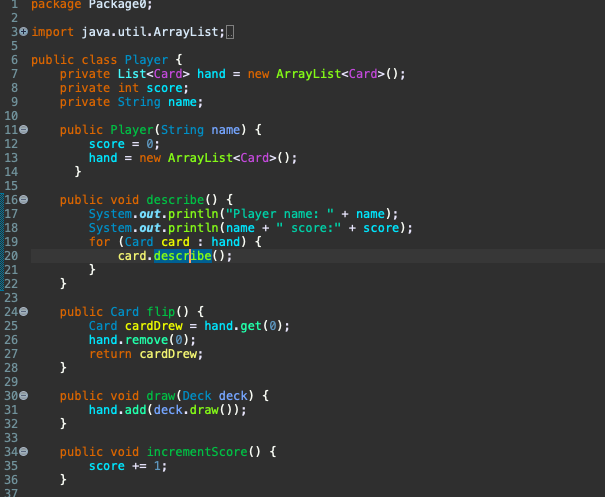 1 package Package0;
2
3 import java.util.ArrayList;
6 public class Player {
7     private List<Card> hand = new ArrayList<Card>();
8     private int score;
9     private String name;
10
11     public Player(String name) {
12         score = 0;
13         hand = new ArrayList<Card>();
14       }
15
16     public void describe() {
17         System.out.println("Player name: " + name);
18         System.out.println(name + " score:" + score);
19         for (Card card : hand) {
20             card.describe();
21         }
22     }
23
24     public Card flip() {
25         Card cardDrew = hand.get(0);
26         hand.remove(0);
27         return cardDrew;
28     }
29
30     public void draw(Deck deck) {
31         hand.add(deck.draw());
32     }
33
34     public void incrementScore() {
35         score += 1;
36     }
37